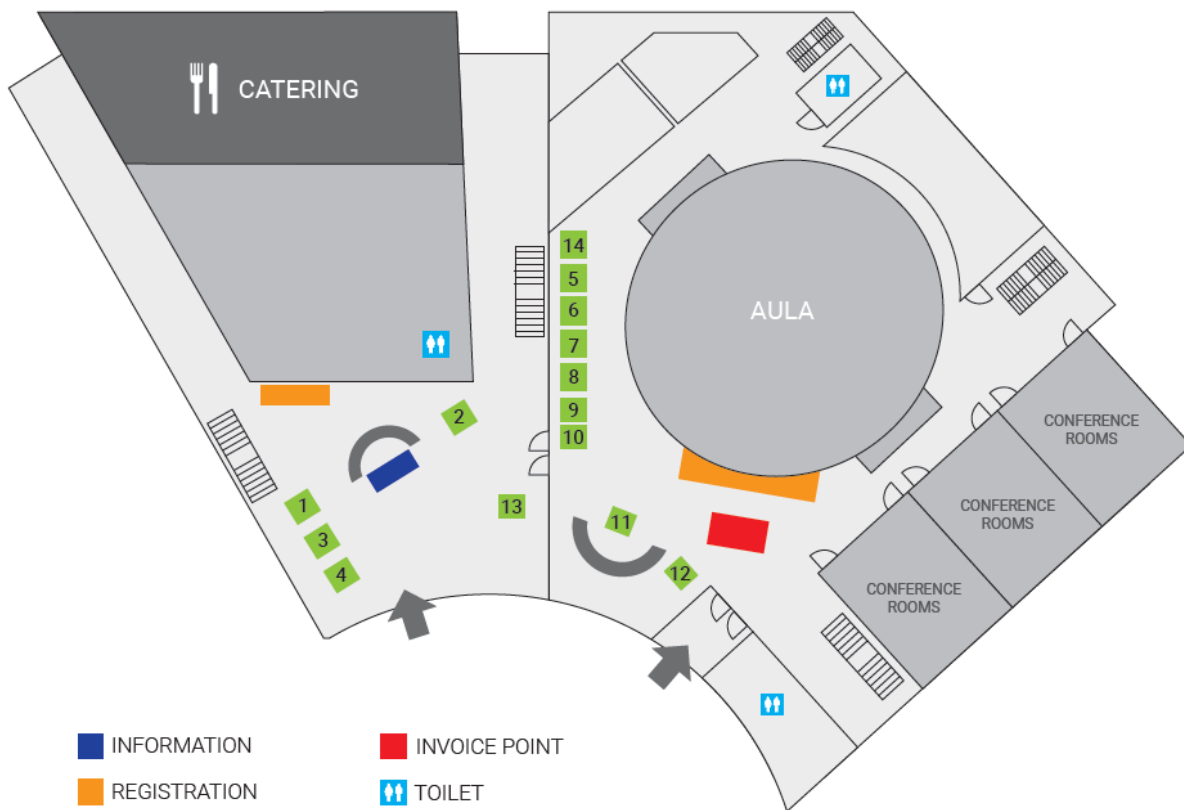 CATERING
14
5
6
7
8
9
10
AULA
2
1
3
4
13
11
12
CONFERENCE
ROOMS
CONFERENCE
ROOMS
CONFERENCE
ROOMS
INFORMATION
INVOICE POINT
REGISTRATION
TOILET